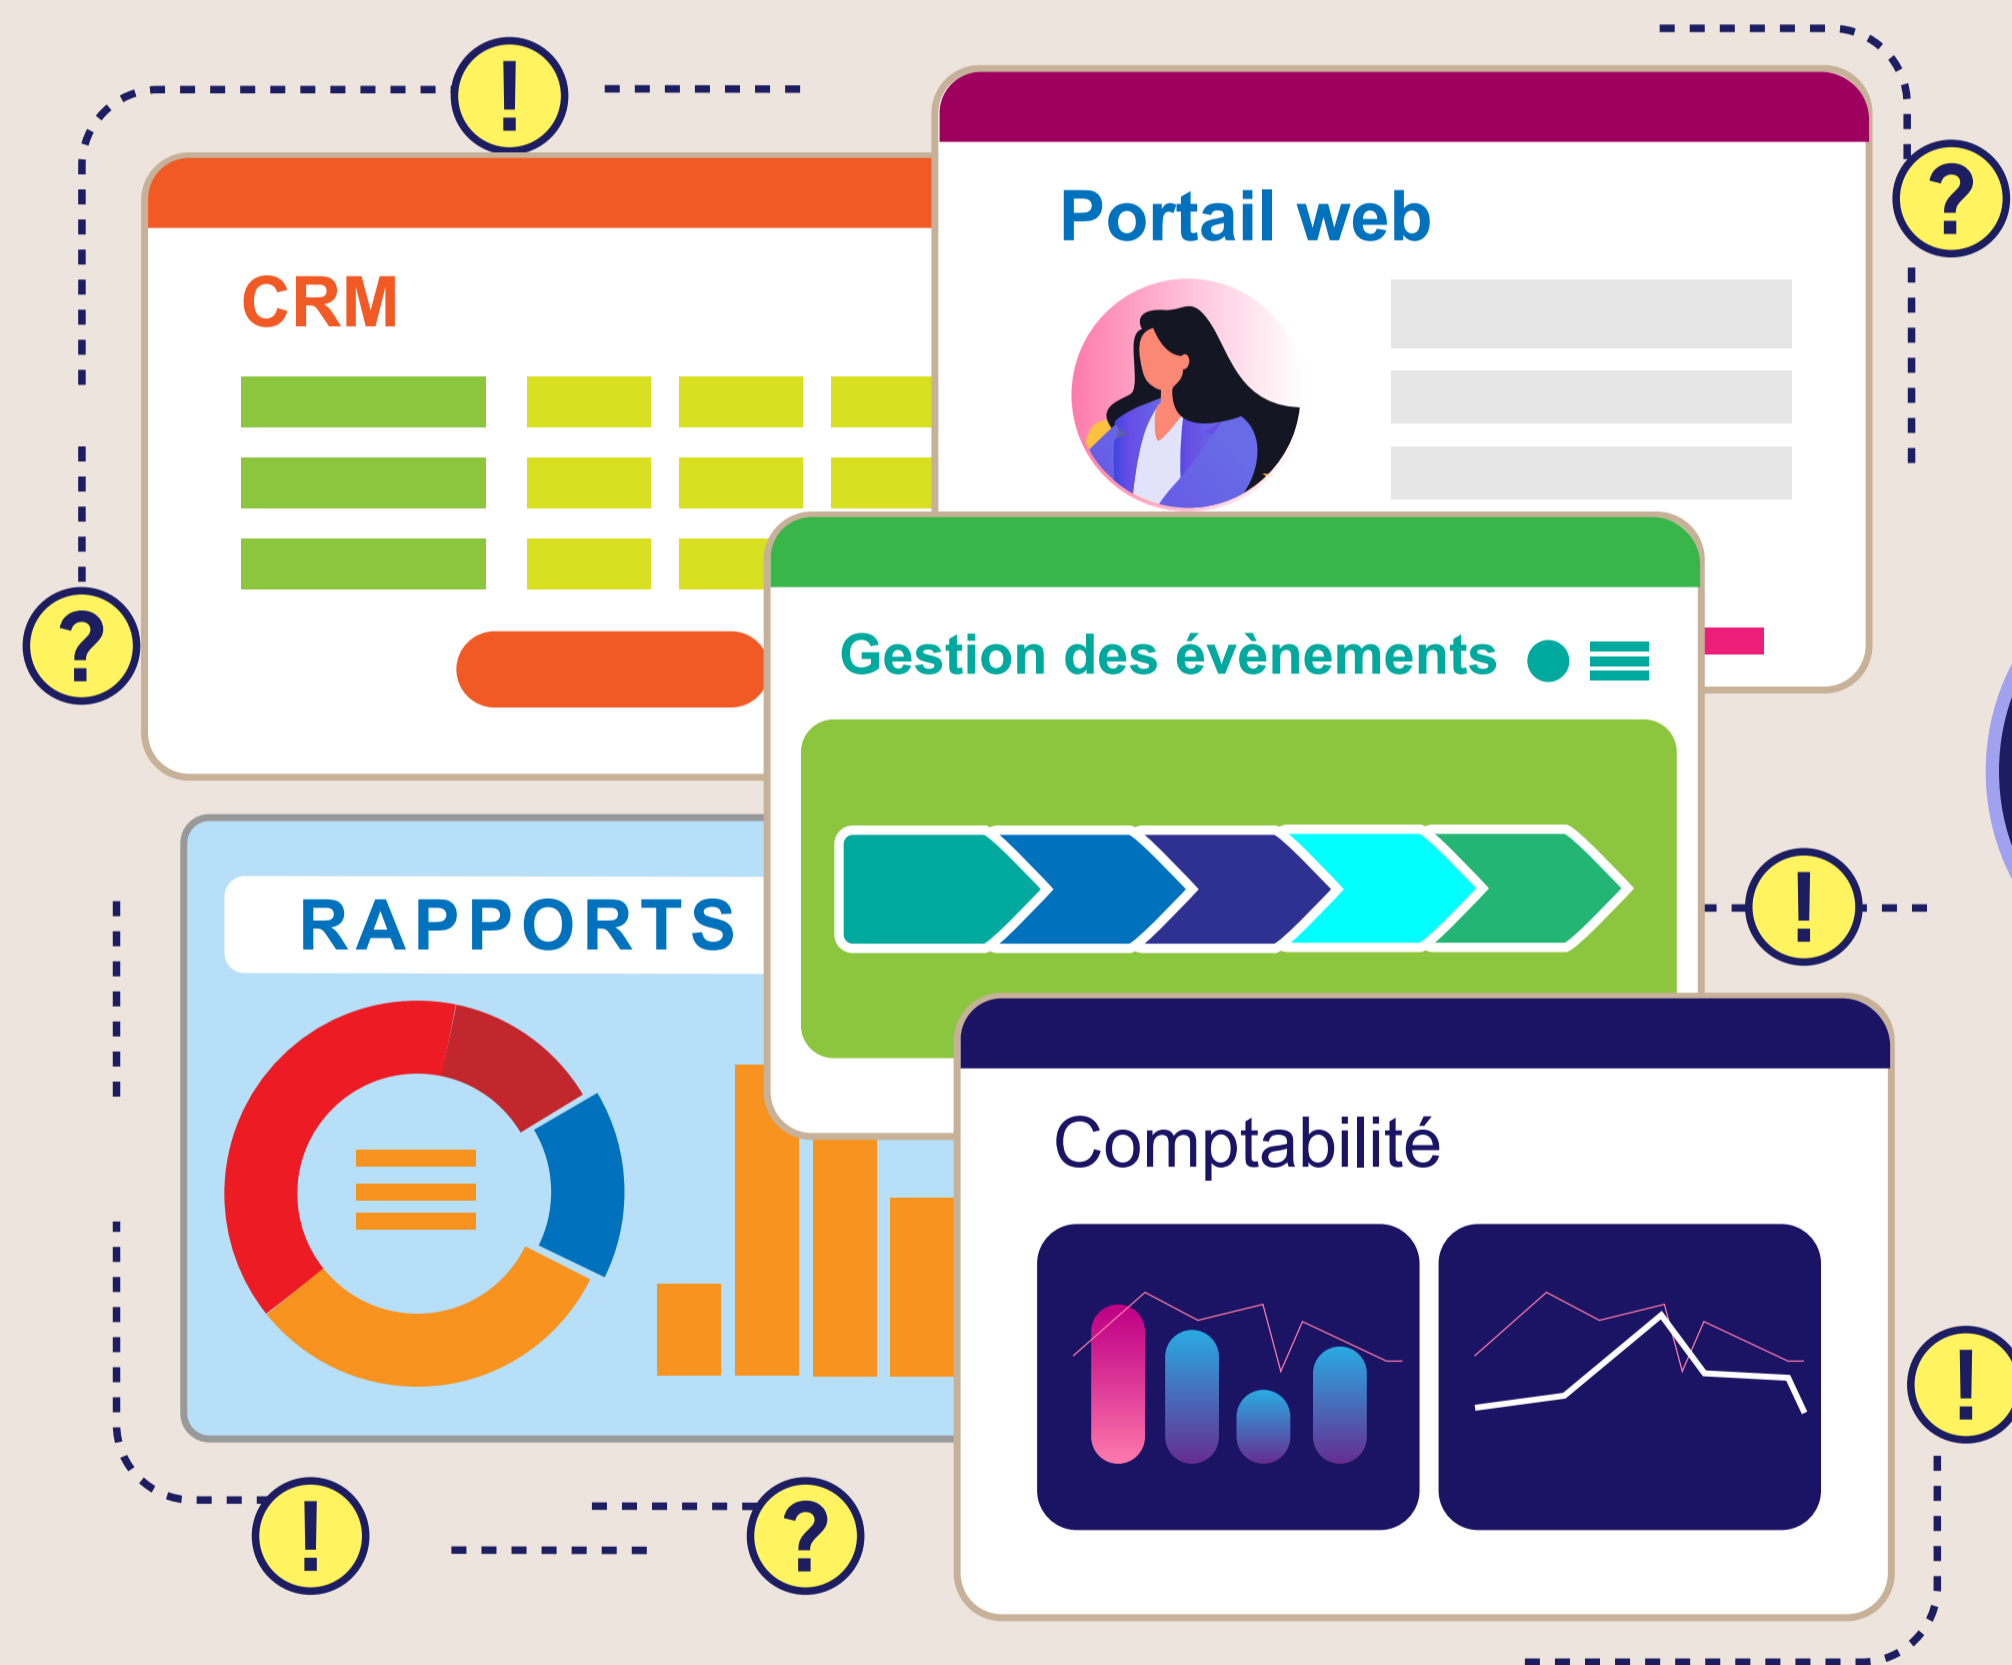 !
?
Portail web
CRM
?
Gestion des évènements
RAPPORTS
!
Comptabilité
!
!
?